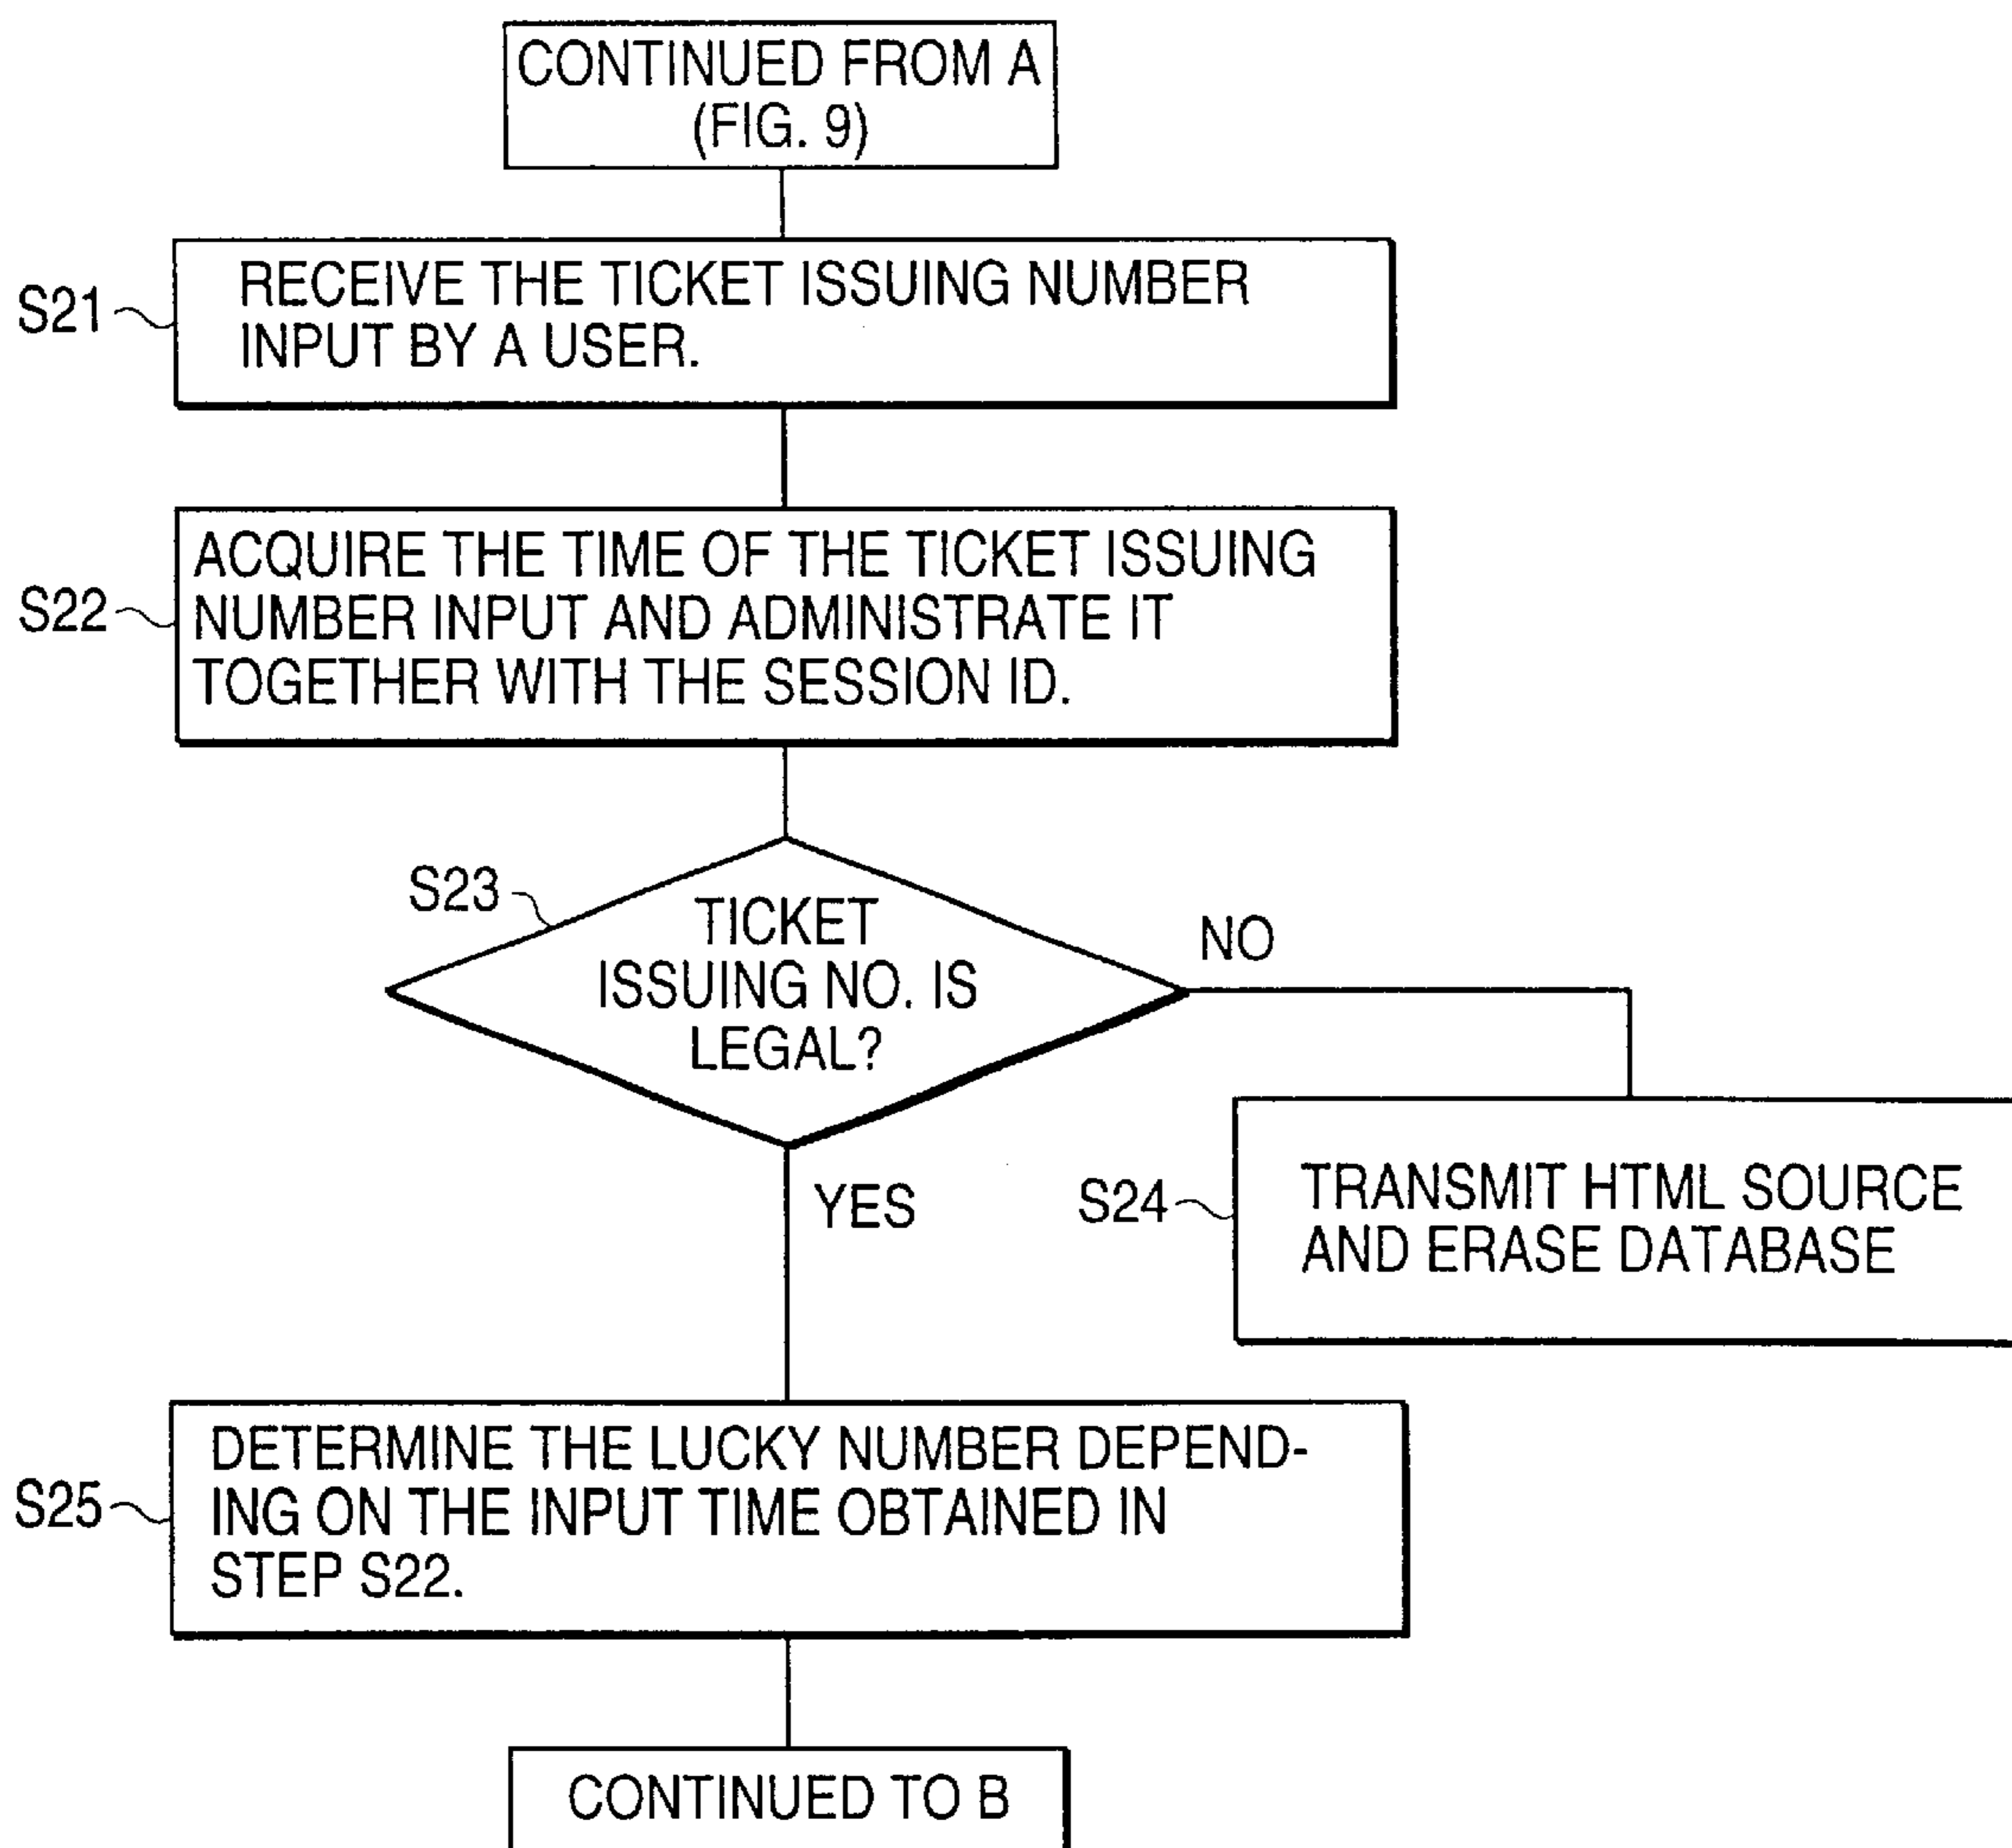 CONTINUED FROM A
(FIG. 9)
S21
RECEIVE THE TICKET ISSUING NUMBER
INPUT BY A USER.
S22
ACQUIRE THE TIME OF THE TICKET ISSUING
NUMBER INPUT AND ADMINISTRATE IT
TOGETHER WITH THE SESSION ID.
S23
TICKET
ISSUING NO. IS
LEGAL?
NO
YES
S24
TRANSMIT HTML SOURCE
AND ERASE DATABASE
S25
DETERMINE THE LUCKY NUMBER DEPEND-
ING ON THE INPUT TIME OBTAINED IN
STEP S22.
CONTINUED TO B